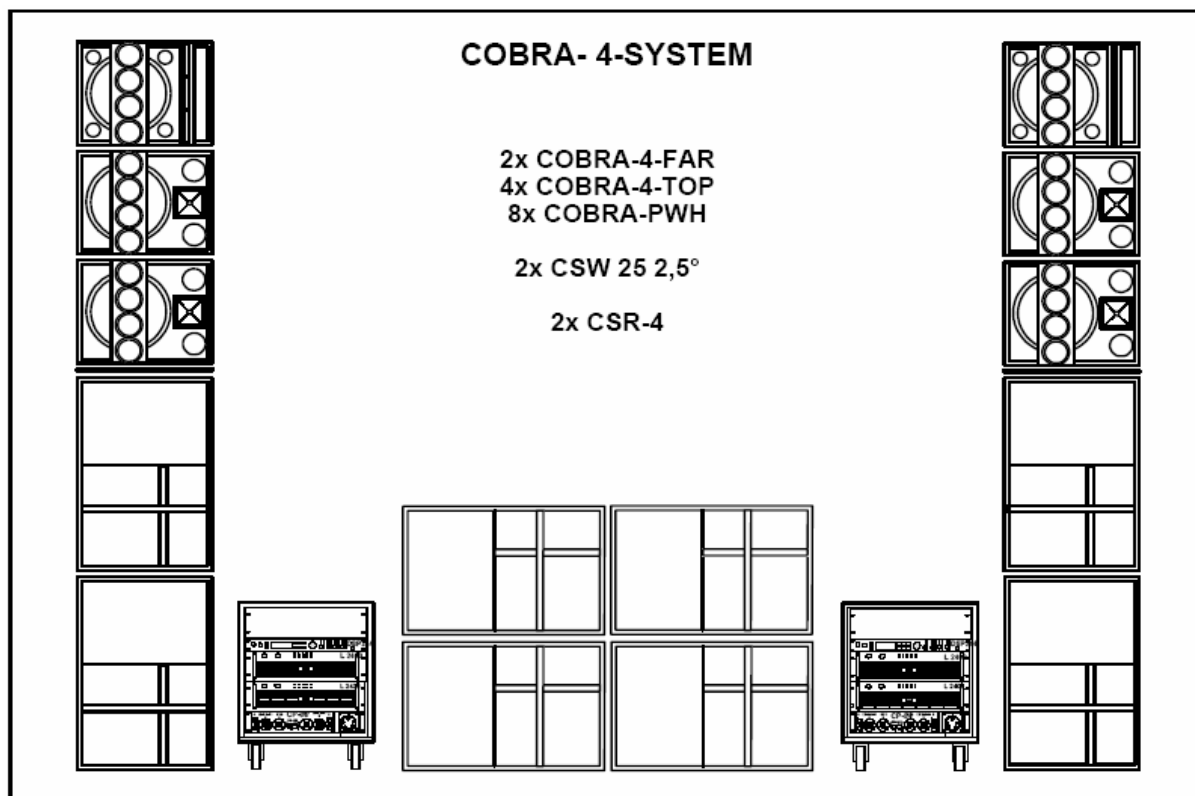 COBRA- 4-SYSTEM
2x COBRA-4-FAR
4x COBRA-4-TOP
8x COBRA-PWH
2x CSW 25 2,5°
2x CSR-4